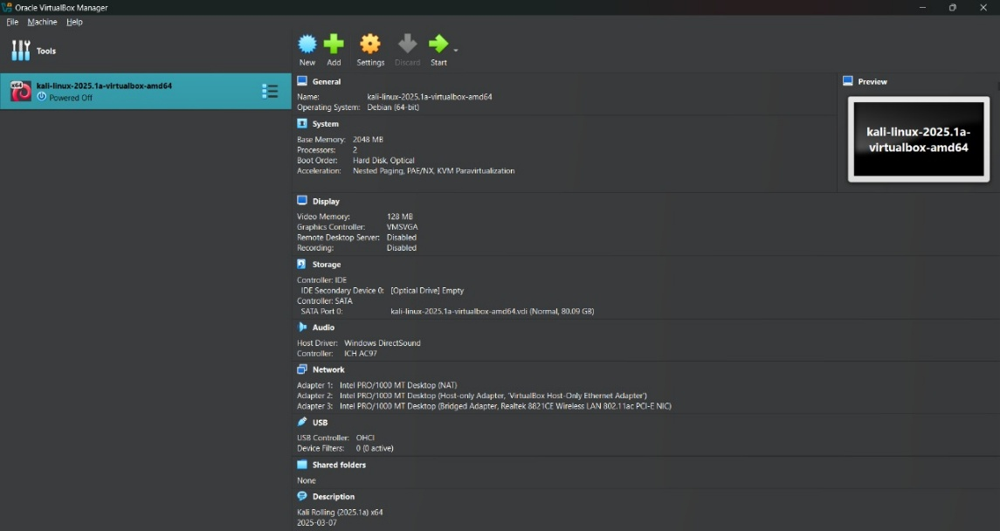 Oracle VirtualBox Manager
File Machine Help
Tools
New Add Settings Discard Start
x64 kali-linux-2025.1a-virtualbox-amd64
Powered Off
General
Name: kali-linux-2025.1a-virtualbox-amd64
Operating System: Debian (64-bit)
System
Base Memory: 2048 MB
Processors: 2
Boot Order: Hard Disk, Optical
Acceleration: Nested Paging, PAE/NX, KVM Paravirtualization
Preview
kali-linux-2025.1a-
virtualbox-amd64
Display
Video Memory: 128 MB
Graphics Controller: VMSVGA
Remote Desktop Server: Disabled
Recording: Disabled
Storage
Controller: IDE
IDE Secondary Device 0: [Optical Drive] Empty
Controller: SATA
SATA Port 0: kali-linux-2025.1a-virtualbox-amd64.vdi (Normal, 80.09 GB)
Audio
Host Driver: Windows DirectSound
Controller: ICH AC97
Network
Adapter 1: Intel PRO/1000 MT Desktop (NAT)
Adapter 2: Intel PRO/1000 MT Desktop (Host-only Adapter, 'VirtualBox Host-Only Ethernet Adapter')
Adapter 3: Intel PRO/1000 MT Desktop (Bridged Adapter, Realtek 8821CE Wireless LAN 802.11ac PCI-E NIC)
USB
USB Controller: OHCI
Device Filters: 0 (0 active)
Shared folders
None
Description
Kali Rolling (2025.1a) x64
2025-03-07